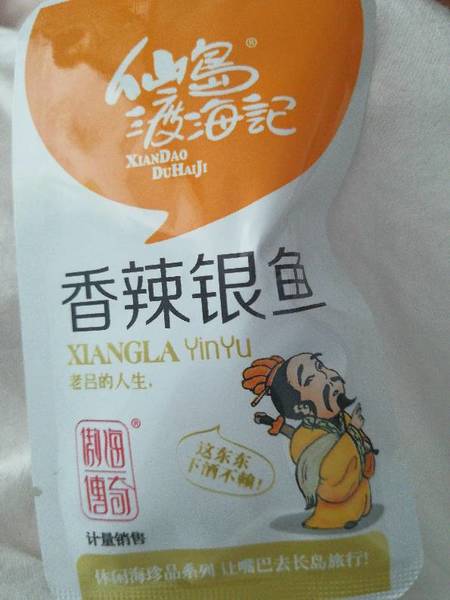 仙岛®
渡海記
XIANDAO
DUHAIJI
香辣银鱼
XIANGLA YinYu
老吕的人生,
傲海®
傳奇
这东东
下酒不赖!
计量销售
休闲海珍品系列 让嘴巴去长岛旅行!